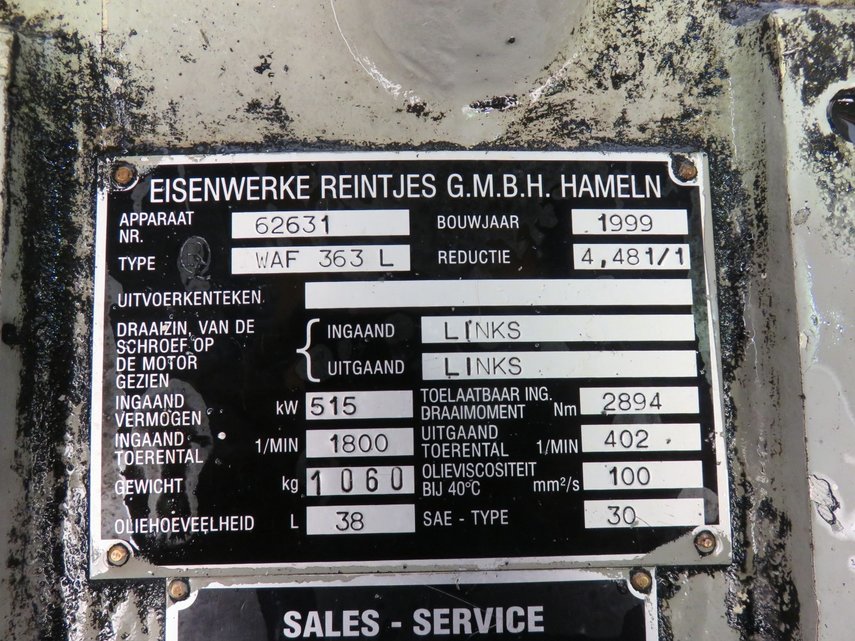 EISENWERKE REINTJES G.M.B.H. HAMELN
APPARAAT NR. 62631 BOUWJAAR 1999
TYPE WAF 363 L REDUCTIE 4,481/1
UITVOERKENTEKEN
DRAAIZIN, VAN DE SCHROEF OP DE MOTOR GEZIEN { INGAAND LINKS
UITGAAND LINKS
INGAAND VERMOGEN kW 515 TOELAATBAAR ING. DRAAIMOMENT Nm 2894
INGAAND TOERENTAL 1/MIN 1800 UITGAAND TOERENTAL 1/MIN 402
GEWICHT kg 1060 OLIEVISCOSITEIT BIJ 40°C mm²/s 100
OLIEHOEVEELHEID L 38 SAE - TYPE 30
SALES - SERVICE